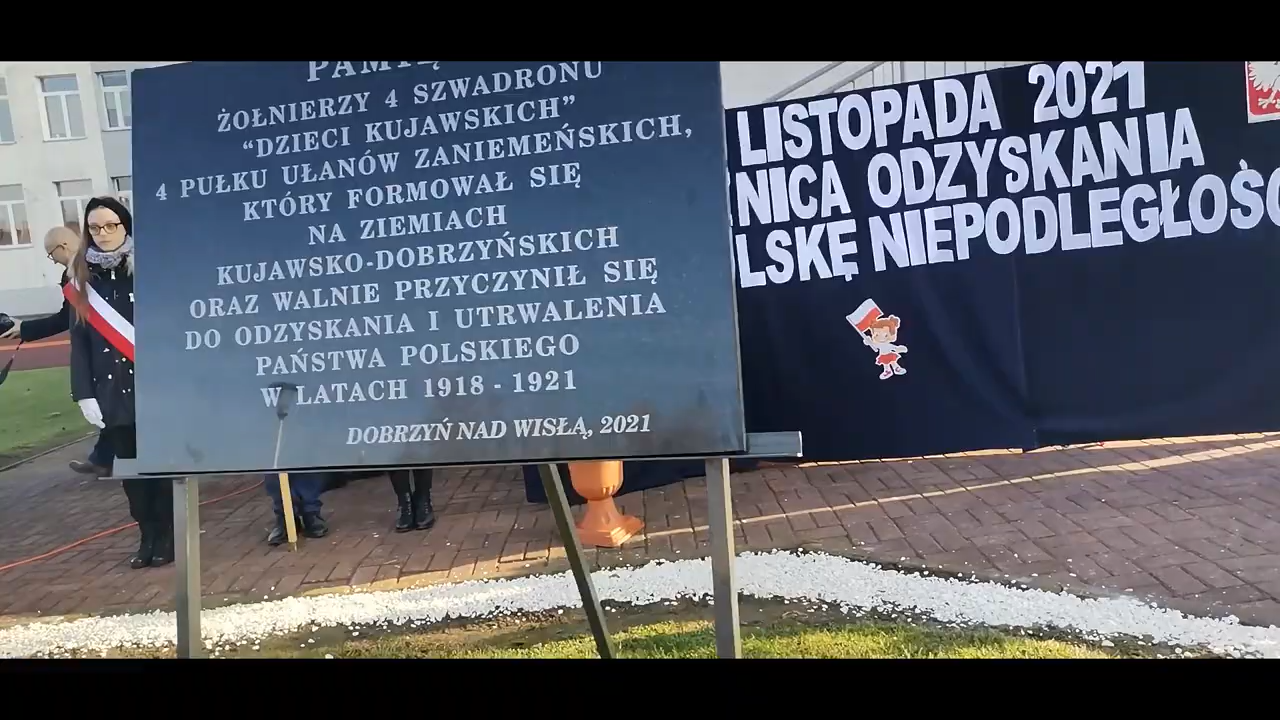 ŻOŁNIERZY 4 SZWADRONU
“DZIECI KUJAWSKICH”
4 PUŁKU UŁANÓW ZANIEMEŃSKICH,
KTÓRY FORMOWAŁ SIĘ
NA ZIEMIACH
KUJAWSKO-DOBRZYŃSKICH
ORAZ WALNIE PRZYCZYNIŁ SIĘ
DO ODZYSKANIA I UTRWALENIA
PAŃSTWA POLSKIEGO
W LATACH 1918 - 1921
DOBRZYŃ NAD WISŁĄ, 2021
LISTOPADA 2021
NICA ODZYSKANIA
LSKĘ NIEPODLEGŁOŚC